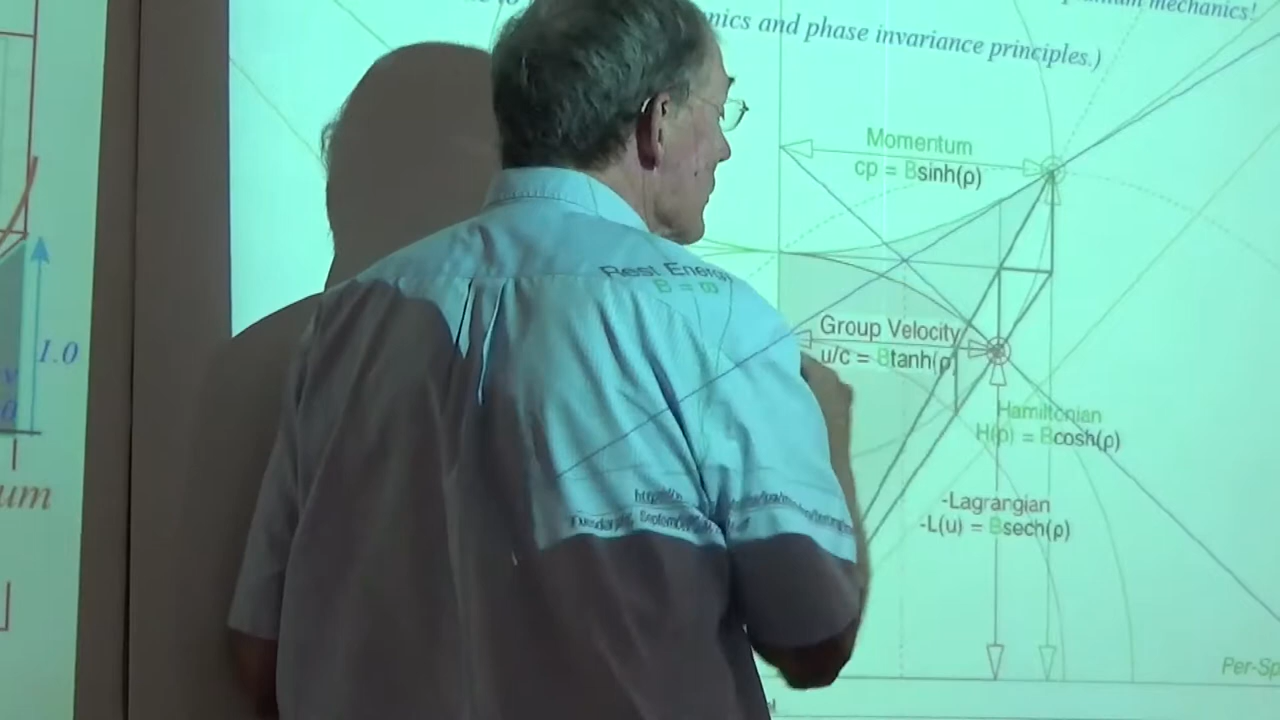 mechanics!
and phase invariance principles.)
Momentum
cp = Bsinh(ρ)
Rest Energy
B =
1.0
Group Velocity
u/c = Btanh(ρ)
Hamiltonian
H(ρ) = Bcosh(ρ)
um
-Lagrangian
-L(u) = Bsech(ρ)
Per-Sp